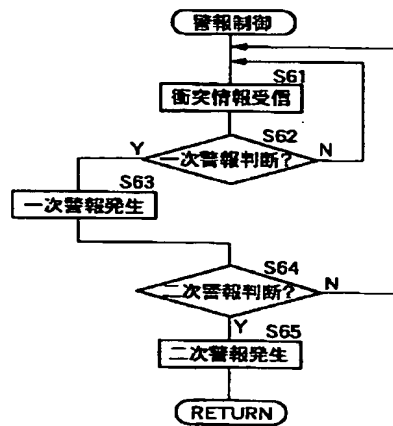 警報制御
S61
衝突情報受信
S62
Y
一次警報判断?
N
S63
一次警報発生
S64
二次警報判断?
N
Y
S65
二次警報発生
RETURN